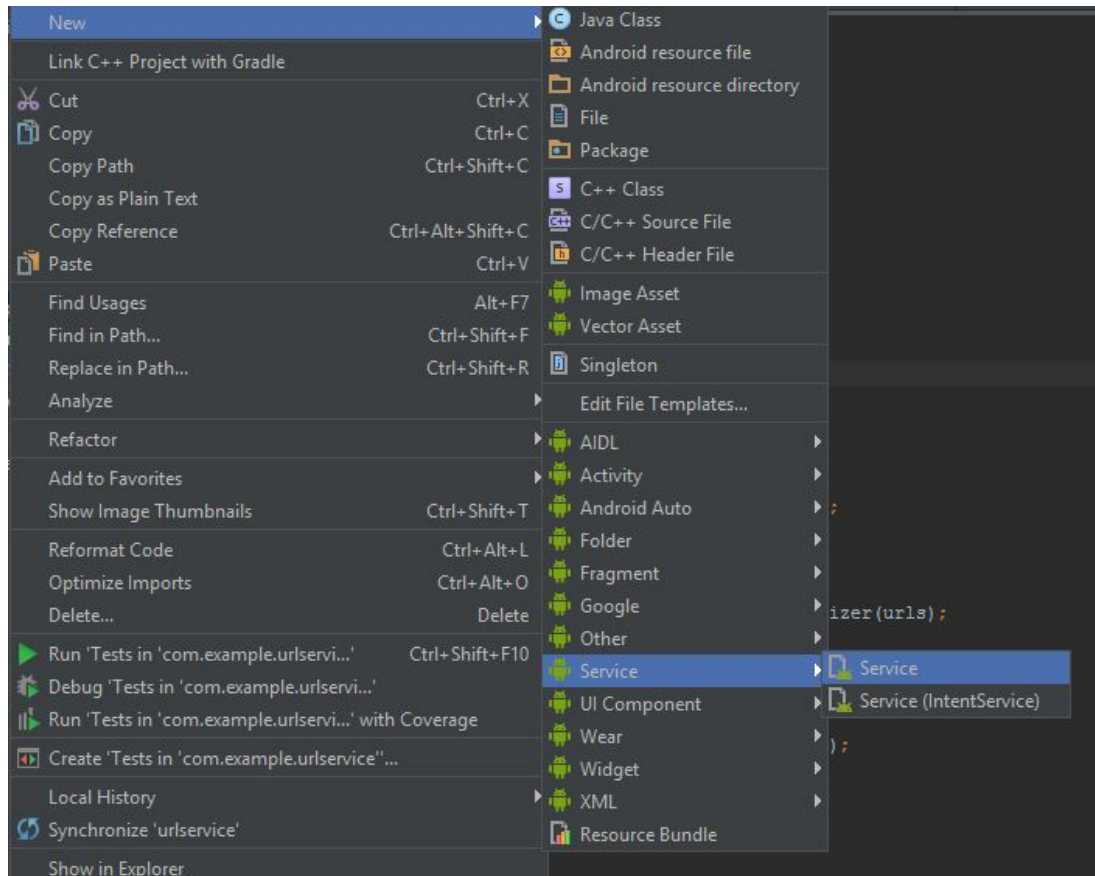 New
Link C++ Project with Gradle
Cut Ctrl+X
Copy Ctrl+C
Copy Path Ctrl+Shift+C
Copy as Plain Text
Copy Reference Ctrl+Alt+Shift+C
Paste Ctrl+V
Find Usages Alt+F7
Find in Path... Ctrl+Shift+F
Replace in Path... Ctrl+Shift+R
Analyze
Refactor
Add to Favorites
Show Image Thumbnails Ctrl+Shift+T
Reformat Code Ctrl+Alt+L
Optimize Imports Ctrl+Alt+O
Delete... Delete
Run 'Tests in 'com.example.urlservi...' Ctrl+Shift+F10
Debug 'Tests in 'com.example.urlservi...'
Run 'Tests in 'com.example.urlservi...' with Coverage
Create 'Tests in 'com.example.urlservice''...
Local History
Synchronize 'urlservice'
Show in Explorer
Java Class
Android resource file
Android resource directory
File
Package
C++ Class
C/C++ Source File
C/C++ Header File
Image Asset
Vector Asset
Singleton
Edit File Templates...
AIDL
Activity
Android Auto
Folder
Fragment
Google
Other
Service
UI Component
Wear
Widget
XML
Resource Bundle
Service
Service (IntentService)
;
izer(urls);
);